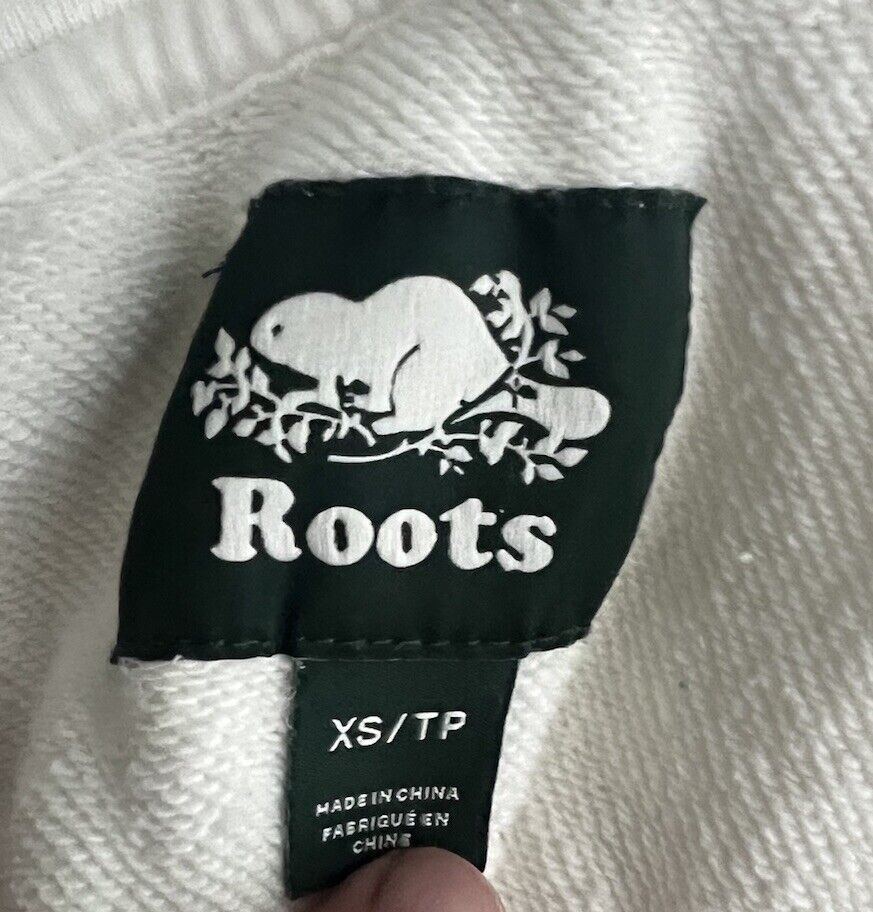 Roots
XS/TP
MADE IN CHINA
FABRIQUÉ EN
CHINE